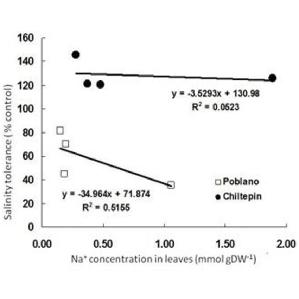 160
140
120
100
80
60
40
20
0
Salinity tolerance (% control)
y = -3.5293x + 130.98
R² = 0.0523
y = -34.964x + 71.874
R² = 0.5155
Poblano
Chiltepin
0.00 0.50 1.00 1.50 2.00
Na⁺ concentration in leaves (mmol gDW⁻¹)